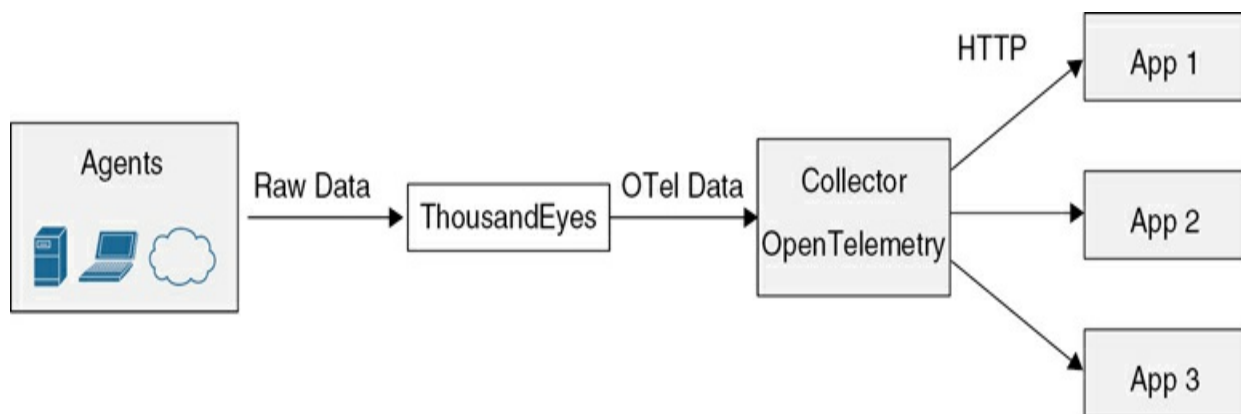 Agents
Raw Data
ThousandEyes
OTel Data
Collector
OpenTelemetry
HTTP
App 1
App 2
App 3